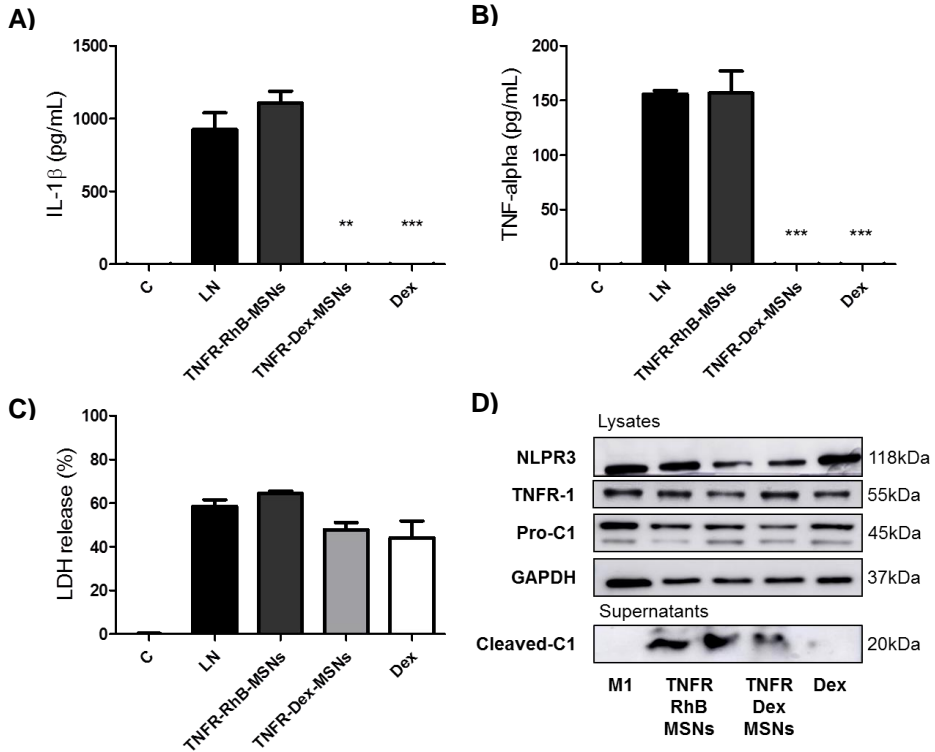 A)
1500
1000
500
0
IL-1β (pg/mL)
**
***
C
LN
TNFR-RhB-MSNs
TNFR-Dex-MSNs
Dex
B)
200
150
100
50
0
TNF-alpha (pg/mL)
***
***
C
LN
TNFR-RhB-MSNs
TNFR-Dex-MSNs
Dex
C)
100
80
60
40
20
0
LDH release (%)
C
LN
TNFR-RhB-MSNs
TNFR-Dex-MSNs
Dex
D)
Lysates
NLPR3
118kDa
TNFR-1
55kDa
Pro-C1
45kDa
GAPDH
37kDa
Supernatants
Cleaved-C1
20kDa
M1
TNFR
RhB
MSNs
TNFR
Dex
MSNs
Dex